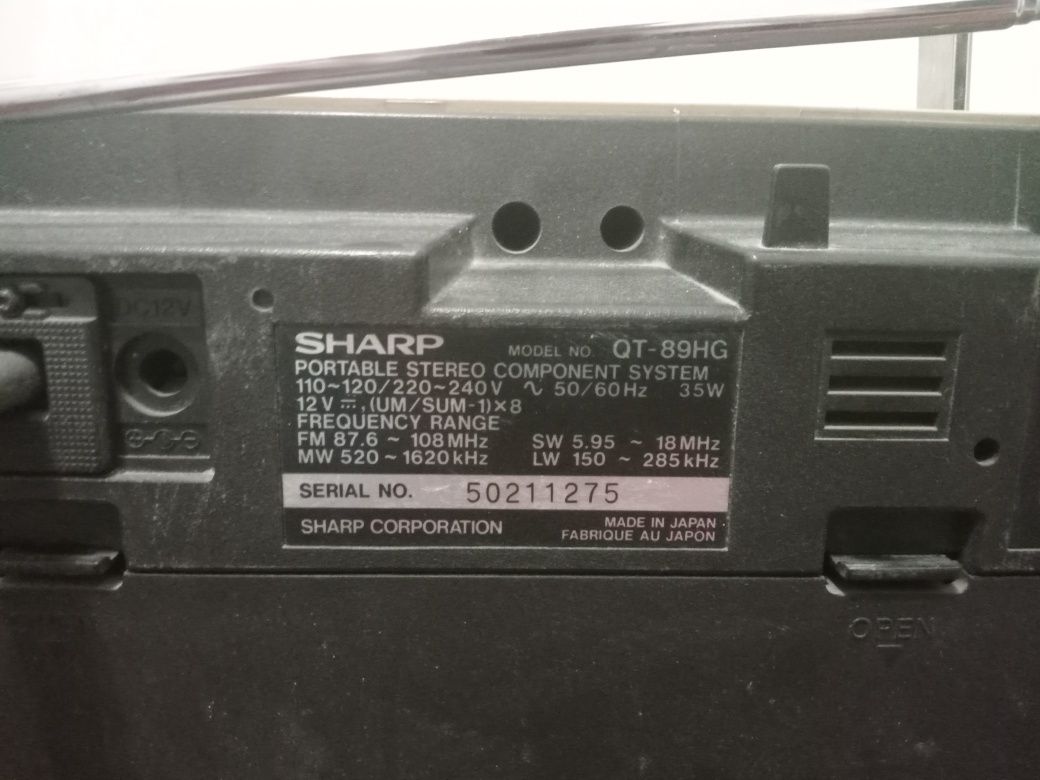 DC 12V
SHARP MODEL NO. QT-89HG
PORTABLE STEREO COMPONENT SYSTEM
110~120/220~240V ∿ 50/60Hz 35W
12V ⎓, (UM/SUM-1)×8
FREQUENCY RANGE
FM 87.6 ~ 108MHz SW 5.95 ~ 18MHz
MW 520~1620kHz LW 150 ~ 285kHz
SERIAL NO. 50211275
SHARP CORPORATION MADE IN JAPAN
FABRIQUE AU JAPON
OPEN